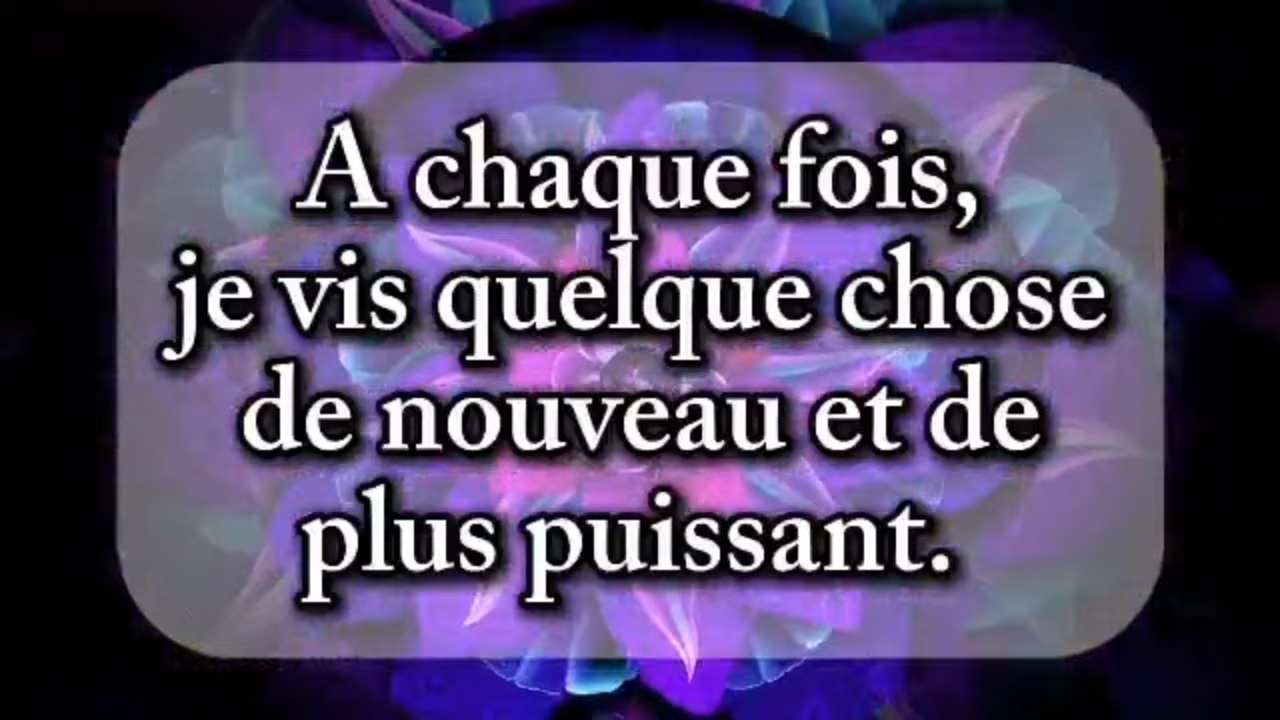 A chaque fois,
je vis quelque chose
de nouveau et de
plus puissant.